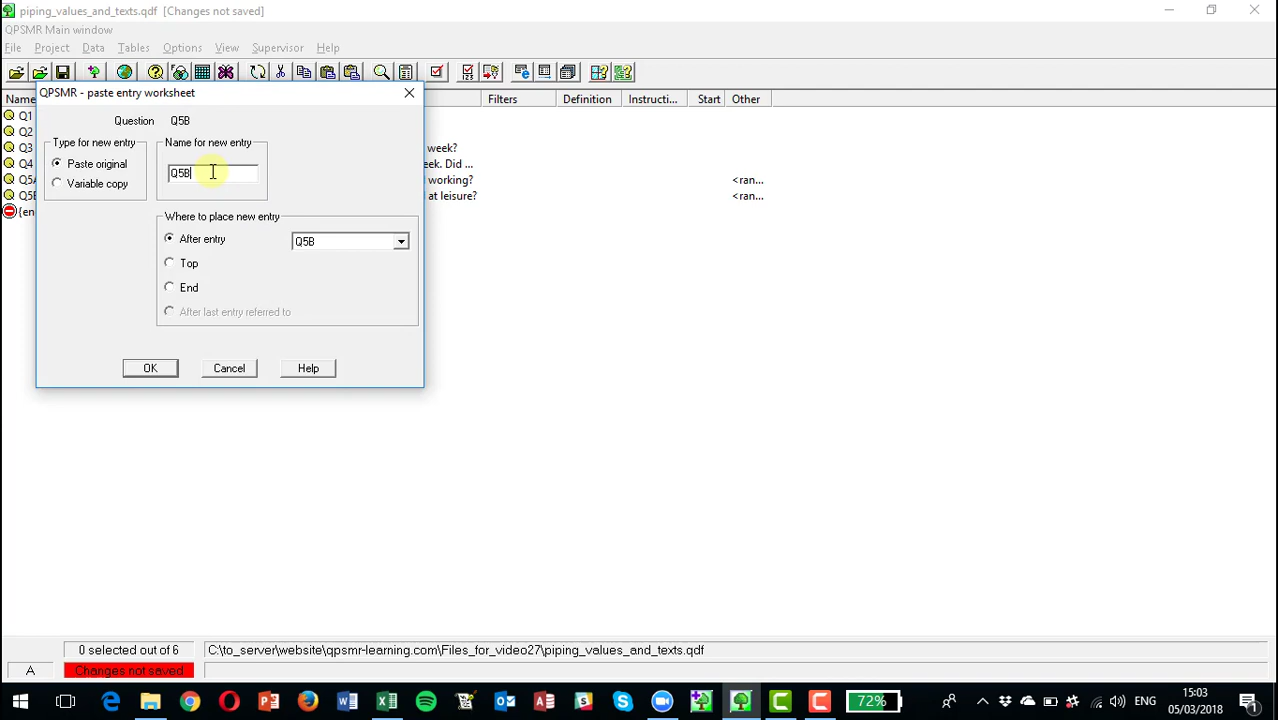 piping_values_and_texts.qdf [Changes not saved]
QPSMR Main window
File Project Data Tables Options View Supervisor Help
Name Filters Definition Instructi... Start Other
QPSMR - paste entry worksheet
Question Q5B
Type for new entry Name for new entry
Paste original
Q5B
Variable copy
Where to place new entry
After entry Q5B
Top
End
After last entry referred to
OK Cancel Help
Q1
Q2
Q3 week?
Q4 eek. Did ...
working? <ran...
at leisure? <ran...
{en
0 selected out of 6 C:\to_server\website\qpsmr-learning.com\Files_for_video27\piping_values_and_texts.qdf
A Changes not saved
72% ENG 15:03
05/03/2018
1